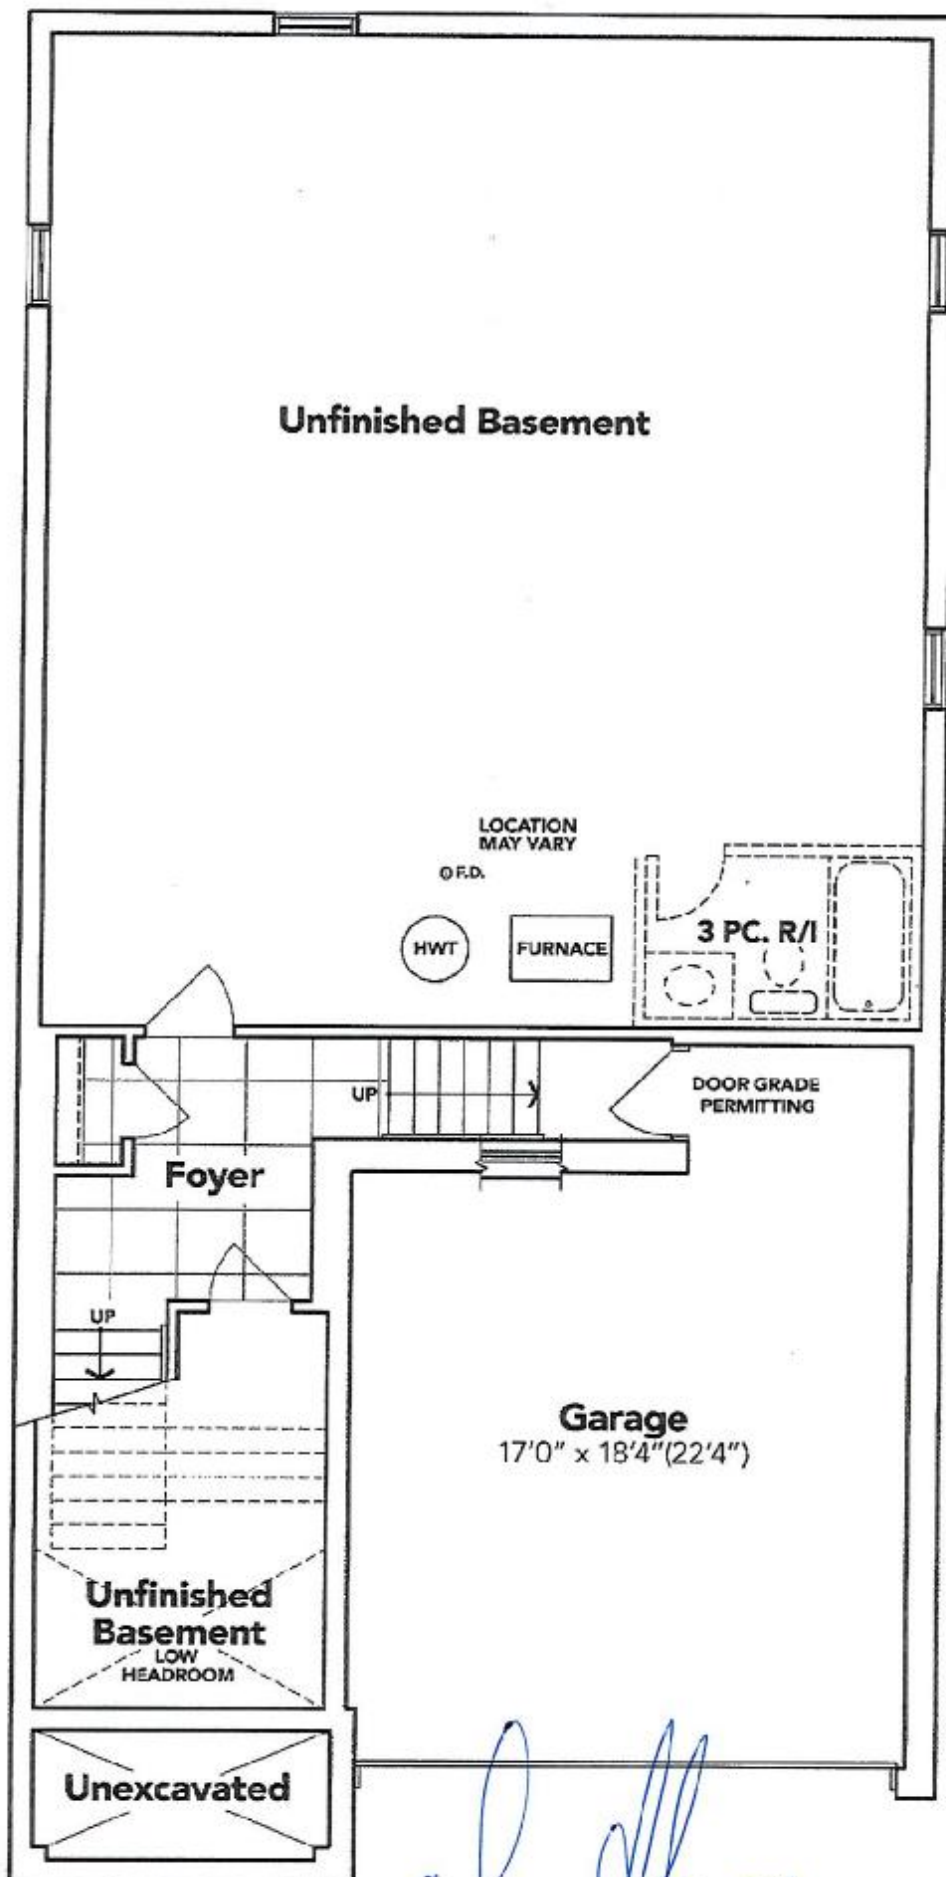 Unfinished Basement
LOCATION
MAY VARY
F.D.
HWT
FURNACE
3 PC. R/I
UP
DOOR GRADE
PERMITTING
Foyer
UP
Garage
17'0" x 18'4"(22'4")
Unfinished
Basement
LOW
HEADROOM
Unexcavated